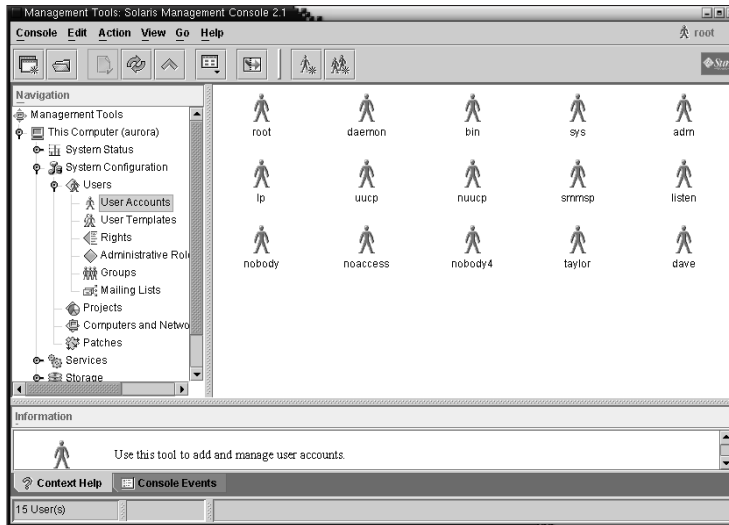 Management Tools: Solaris Management Console 2.1
Console Edit Action View Go Help
root
Sun
Navigation
Management Tools
This Computer (aurora)
System Status
System Configuration
Users
User Accounts
User Templates
Rights
Administrative Role
Groups
Mailing Lists
Projects
Computers and Netwo
Patches
Services
Storage
root daemon bin sys adm
lp uucp nuucp smmsp listen
nobody noaccess nobody4 taylor dave
Information
Use this tool to add and manage user accounts.
Context Help Console Events
15 User(s)